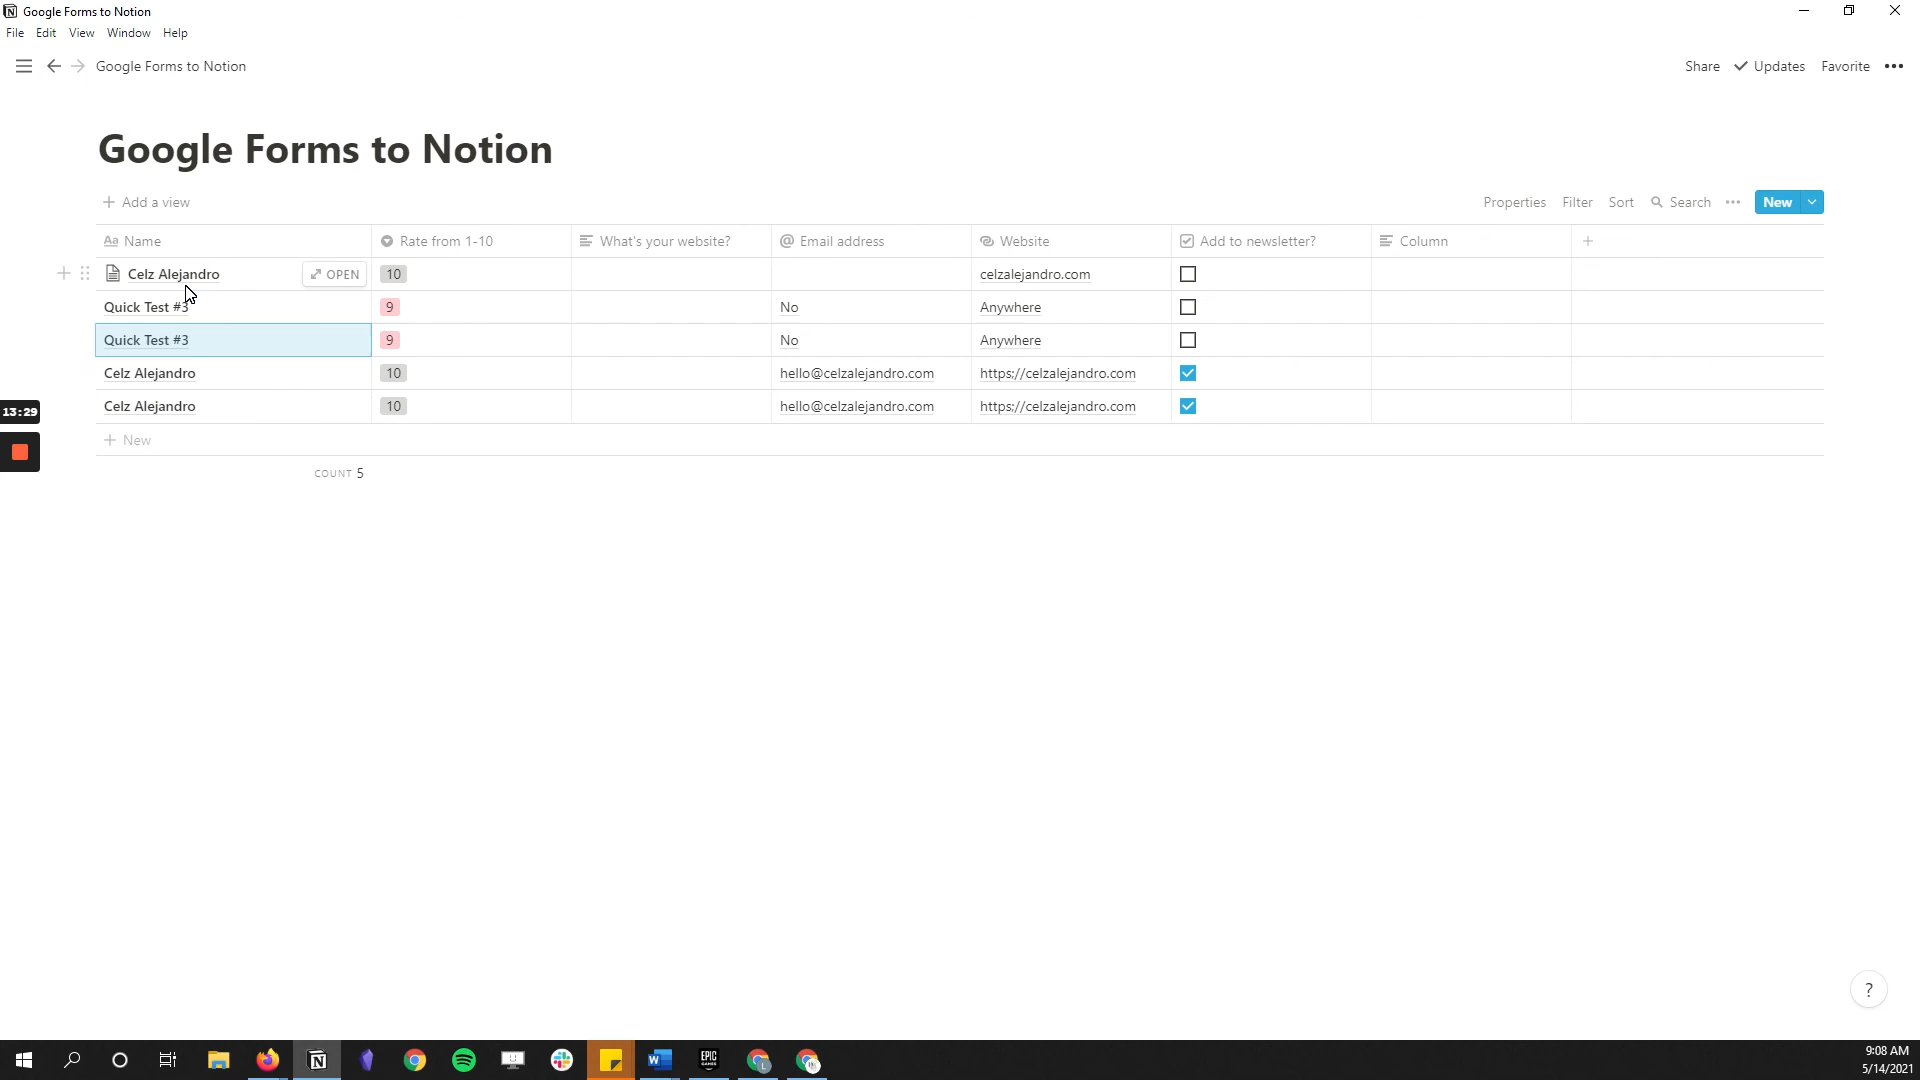 Google Forms to Notion
File Edit View Window Help
Google Forms to Notion
Share Updates Favorite
Google Forms to Notion
Add a view
Properties Filter Sort Search New
Aa Name Rate from 1-10 What's your website? @ Email address Website Add to newsletter? Column
Celz Alejandro OPEN 10 celzalejandro.com
Quick Test #3 9 No Anywhere
Quick Test #3 9 No Anywhere
Celz Alejandro 10 hello@celzalejandro.com https://celzalejandro.com
Celz Alejandro 10 hello@celzalejandro.com https://celzalejandro.com
13:29
+ New
COUNT 5
?
EPIC GAMES
9:08 AM
5/14/2021